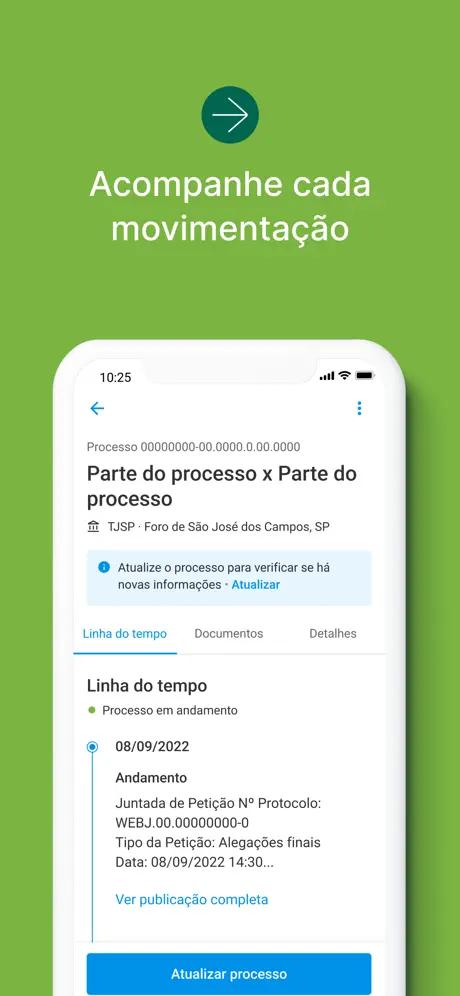 Acompanhe cada
movimentação
10:25
Processo 00000000-00.0000.0.00.0000
Parte do processo x Parte do
processo
TJSP · Foro de São José dos Campos, SP
Atualize o processo para verificar se há
novas informações • Atualizar
Linha do tempo Documentos Detalhes
Linha do tempo
Processo em andamento
08/09/2022
Andamento
Juntada de Petição Nº Protocolo:
WEBJ.00.00000000-0
Tipo da Petição: Alegações finais
Data: 08/09/2022 14:30...
Ver publicação completa
Atualizar processo